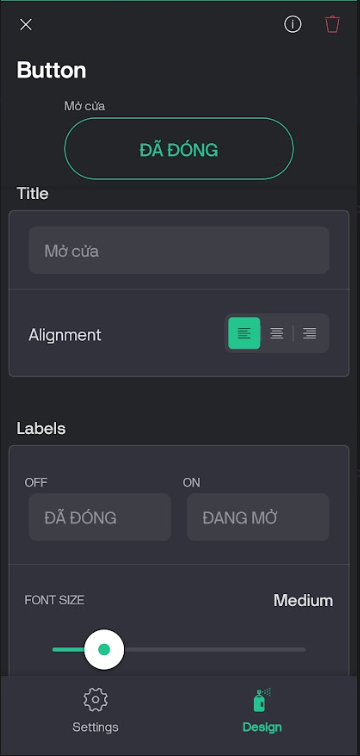 Button
Mở cửa
ĐÃ ĐÓNG
Title
Mở cửa
Alignment
Labels
OFF ON
ĐÃ ĐÓNG ĐANG MỞ
FONT SIZE Medium
Settings Design